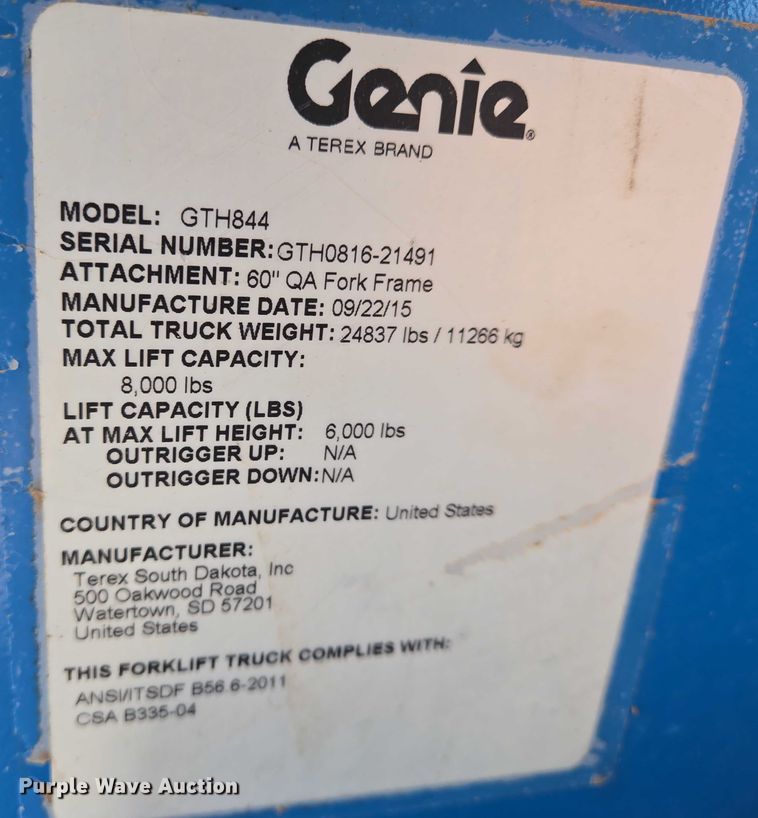 Genie®
A TEREX BRAND
MODEL: GTH844
SERIAL NUMBER: GTH0816-21491
ATTACHMENT: 60" QA Fork Frame
MANUFACTURE DATE: 09/22/15
TOTAL TRUCK WEIGHT: 24837 lbs / 11266 kg
MAX LIFT CAPACITY:
8,000 lbs
LIFT CAPACITY (LBS)
AT MAX LIFT HEIGHT: 6,000 lbs
OUTRIGGER UP: N/A
OUTRIGGER DOWN: N/A
COUNTRY OF MANUFACTURE: United States
MANUFACTURER:
Terex South Dakota, Inc
500 Oakwood Road
Watertown, SD 57201
United States
THIS FORKLIFT TRUCK COMPLIES WITH:
ANSI/ITSDF B56.6-2011
CSA B335-04
Purple Wave Auction